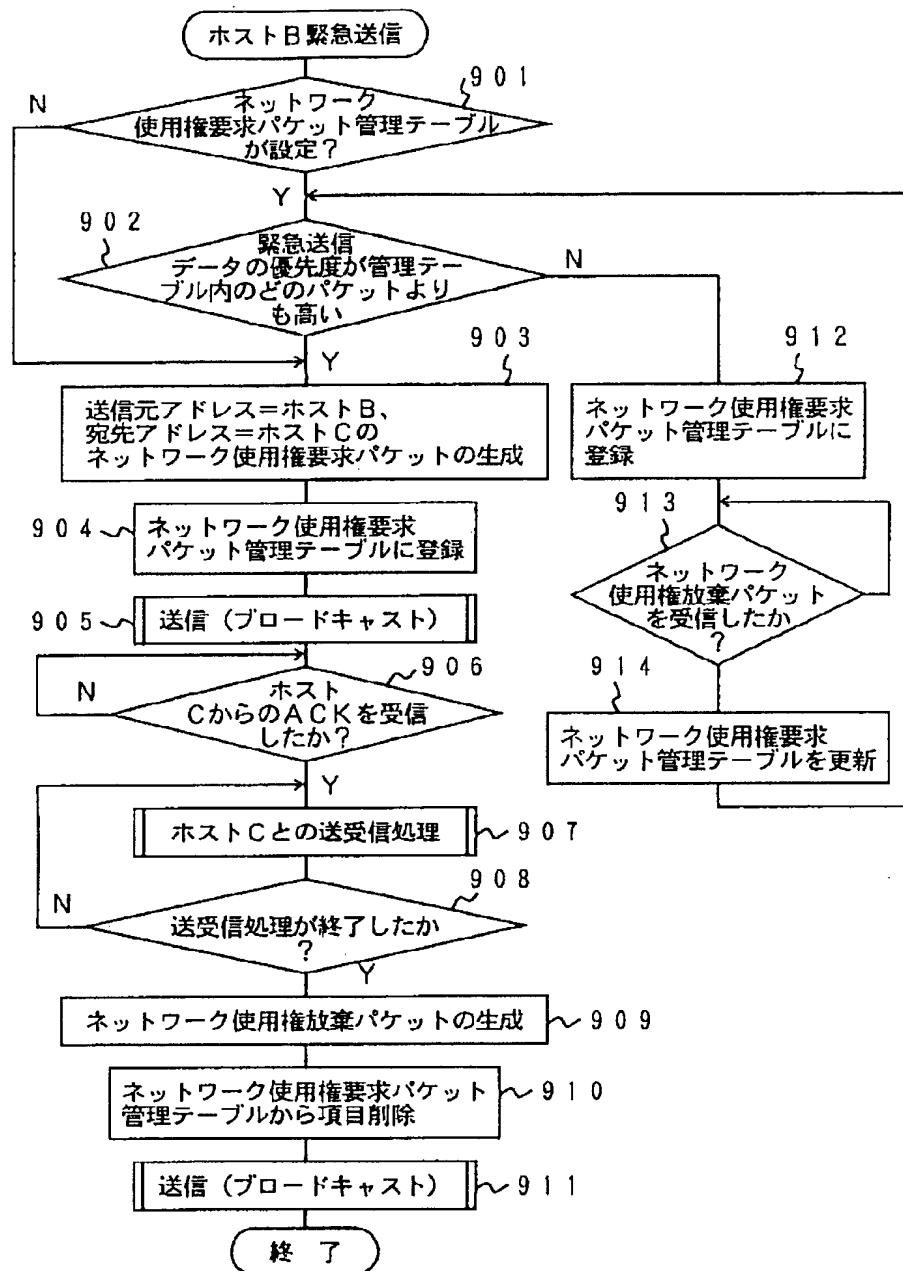 ホストB緊急送信
901
N
ネットワーク
使用権要求パケット管理テーブル
が設定?
Y
902
緊急送信
データの優先度が管理テー
ブル内のどのパケットより
も高い
N
Y
903
送信元アドレス=ホストB、
宛先アドレス=ホストCの
ネットワーク使用権要求パケットの生成
912
ネットワーク使用権要求
パケット管理テーブルに
登録
904
ネットワーク使用権要求
パケット管理テーブルに登録
913
ネットワーク
使用権放棄パケット
を受信したか
?
905
送信(ブロードキャスト)
906
N
ホスト
CからのACKを受信
したか?
Y
914
ネットワーク使用権要求
パケット管理テーブルを更新
ホストCとの送受信処理
907
908
N
送受信処理が終了したか
?
Y
ネットワーク使用権放棄パケットの生成
909
ネットワーク使用権要求パケット
管理テーブルから項目削除
910
送信(ブロードキャスト)
911
終 了